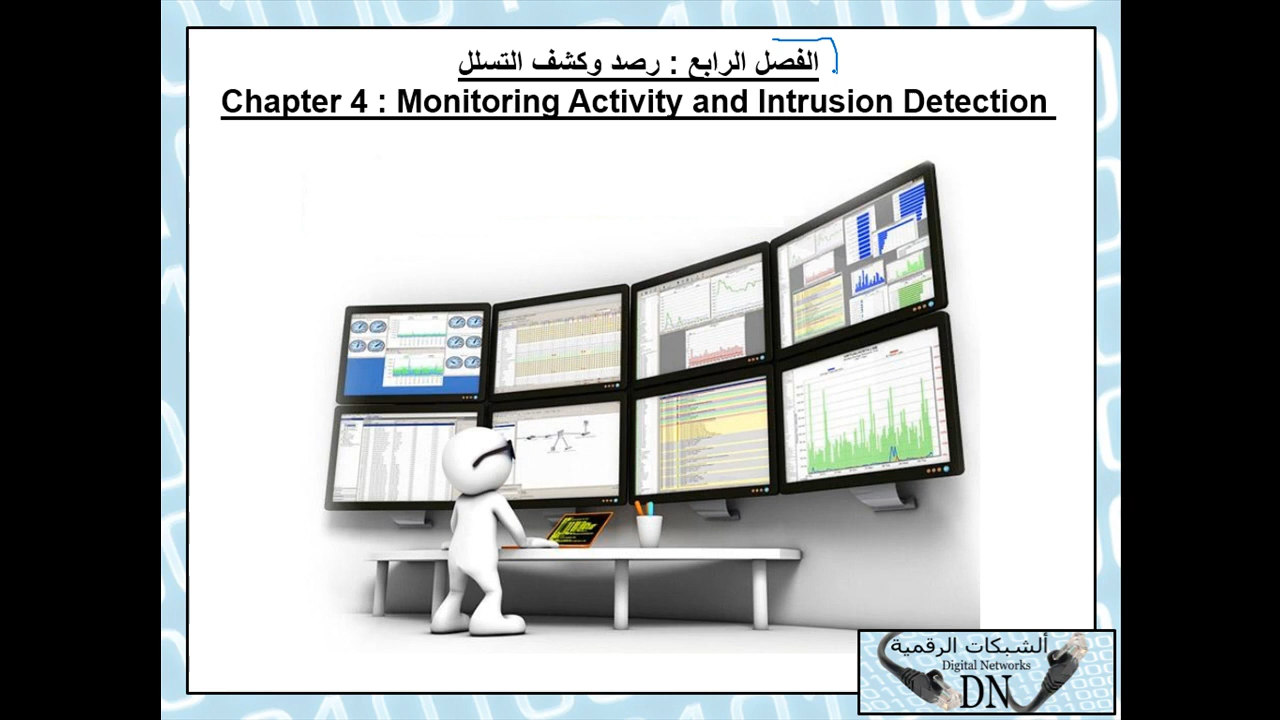 الفصل الرابع : رصد وكشف التسلل
Chapter 4 : Monitoring Activity and Intrusion Detection
ألشبكات الرقمية
Digital Networks
DN